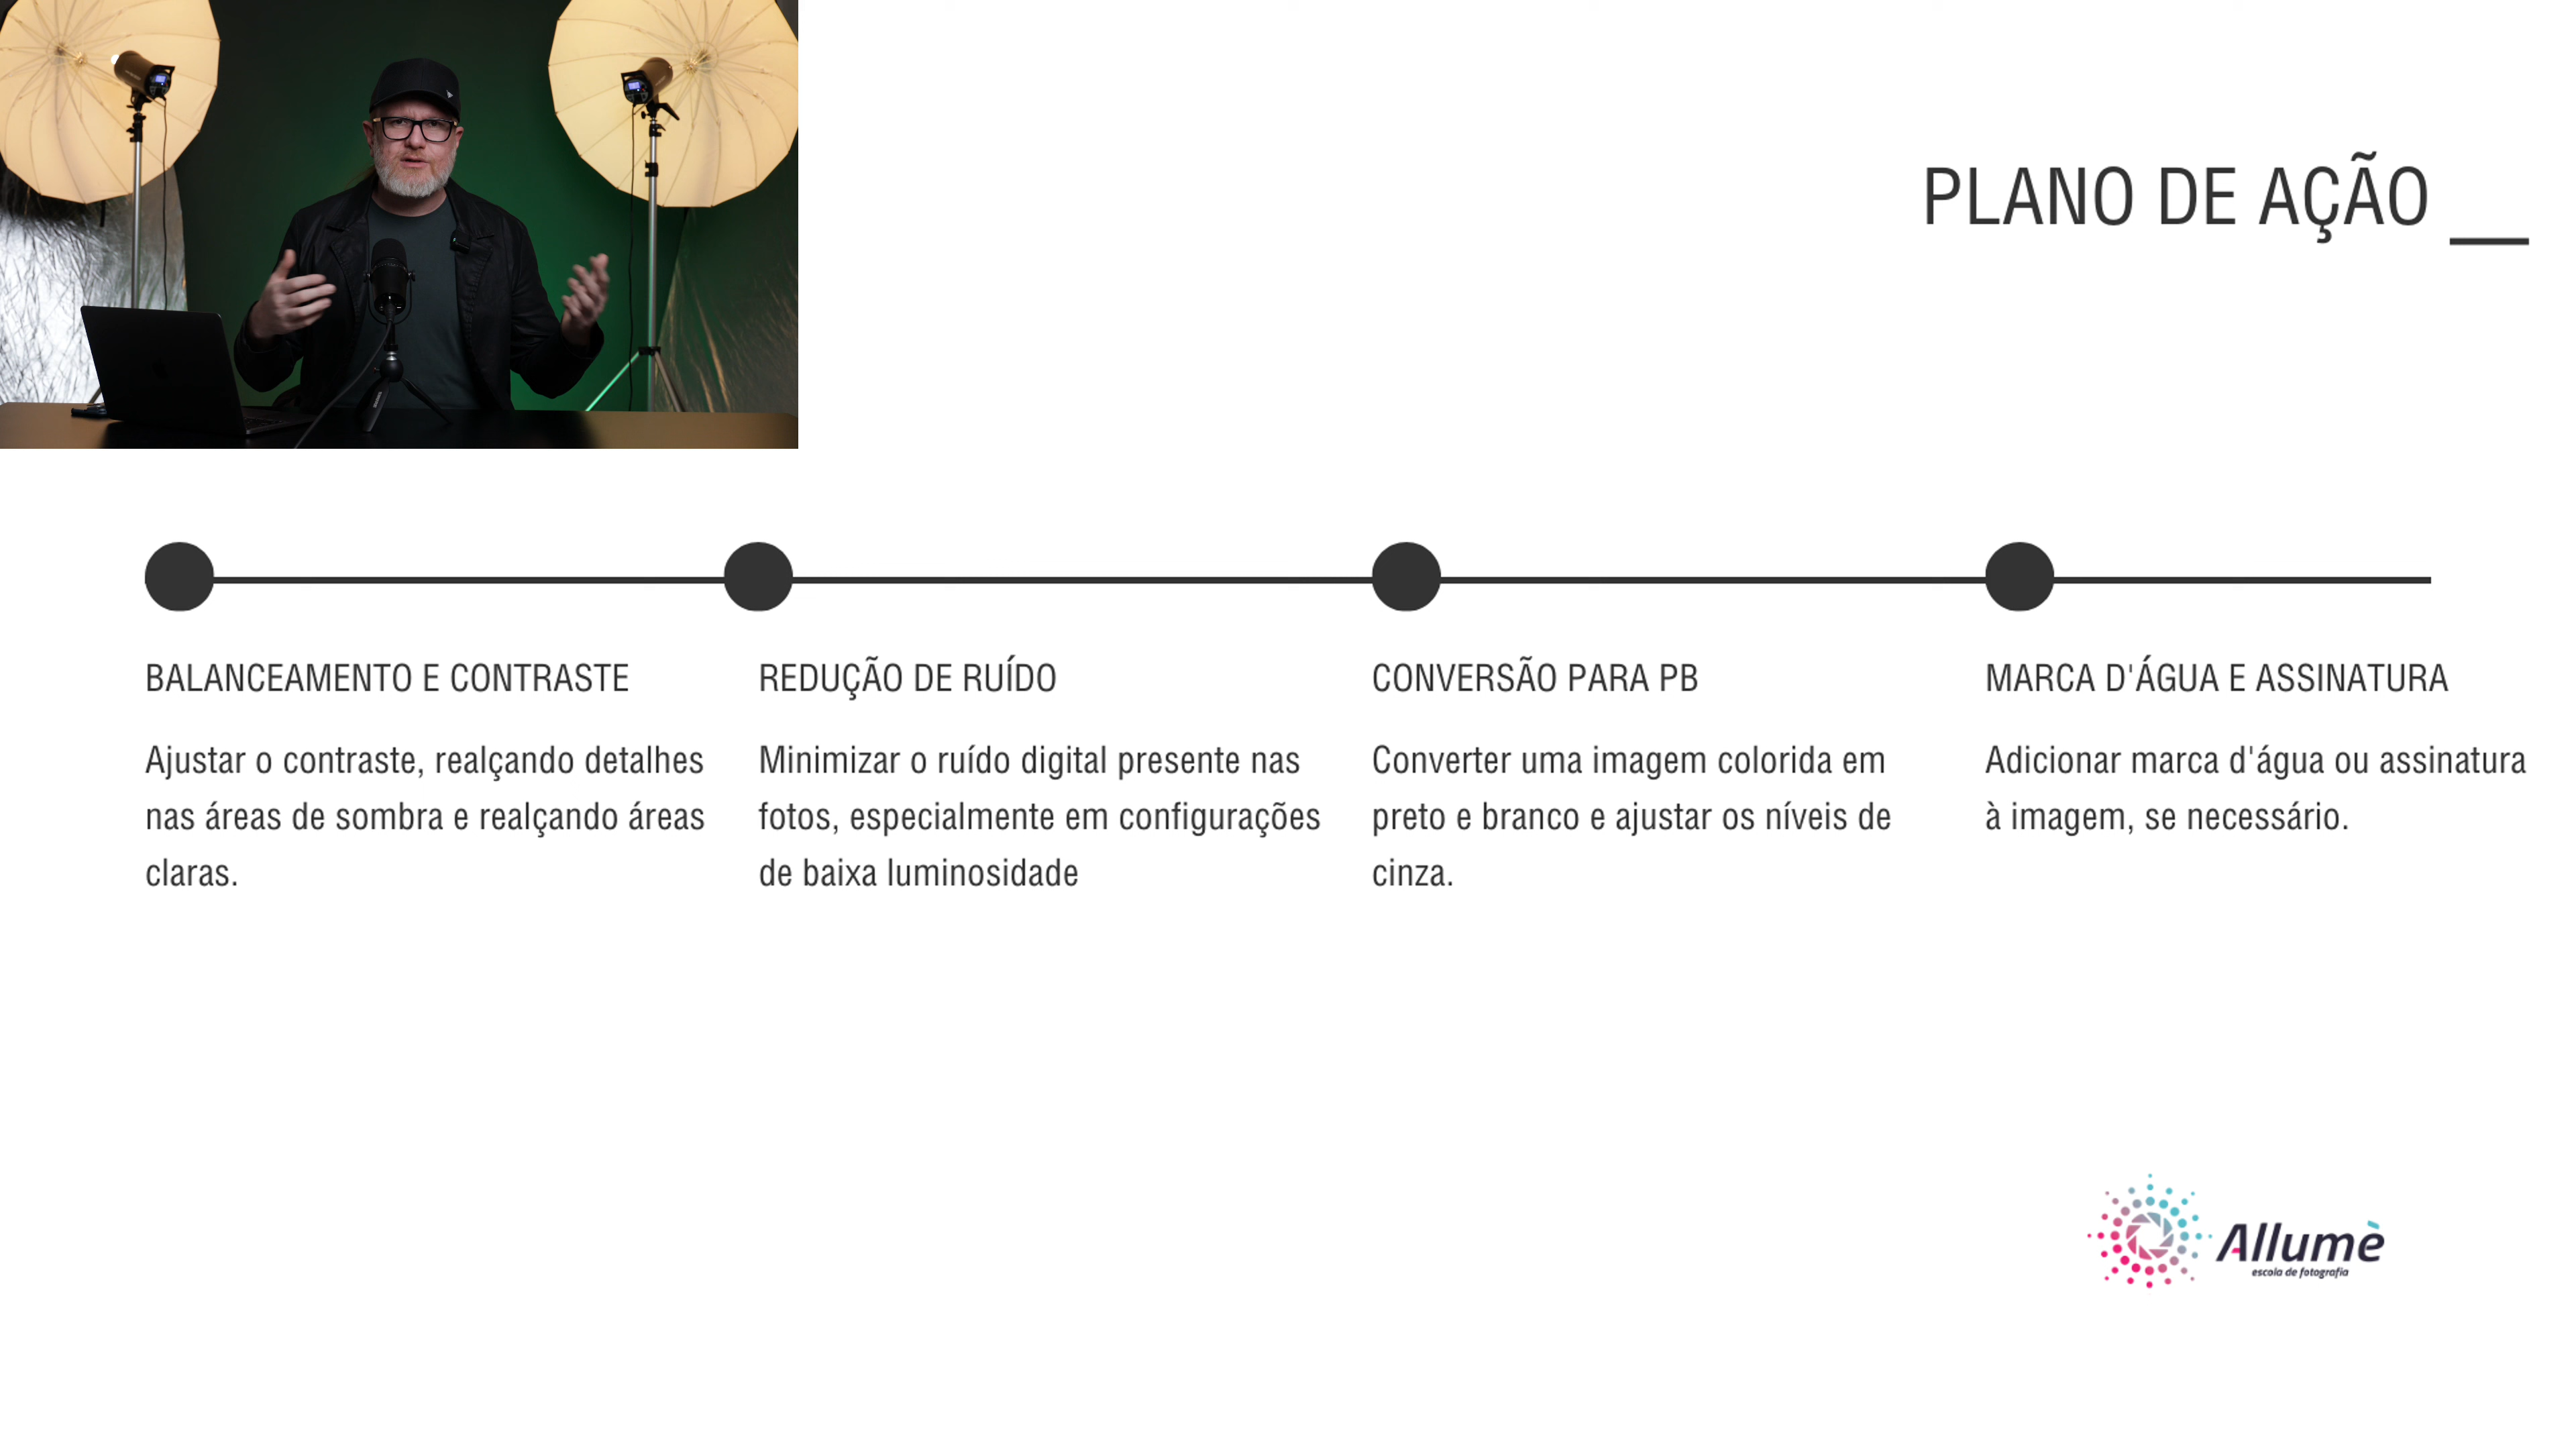 PLANO DE AÇÃO __
BALANCEAMENTO E CONTRASTE
Ajustar o contraste, realçando detalhes
nas áreas de sombra e realçando áreas
claras.
REDUÇÃO DE RUÍDO
Minimizar o ruído digital presente nas
fotos, especialmente em configurações
de baixa luminosidade
CONVERSÃO PARA PB
Converter uma imagem colorida em
preto e branco e ajustar os níveis de
cinza.
MARCA D'ÁGUA E ASSINATURA
Adicionar marca d'água ou assinatura
à imagem, se necessário.
Allumè
escola de fotografia